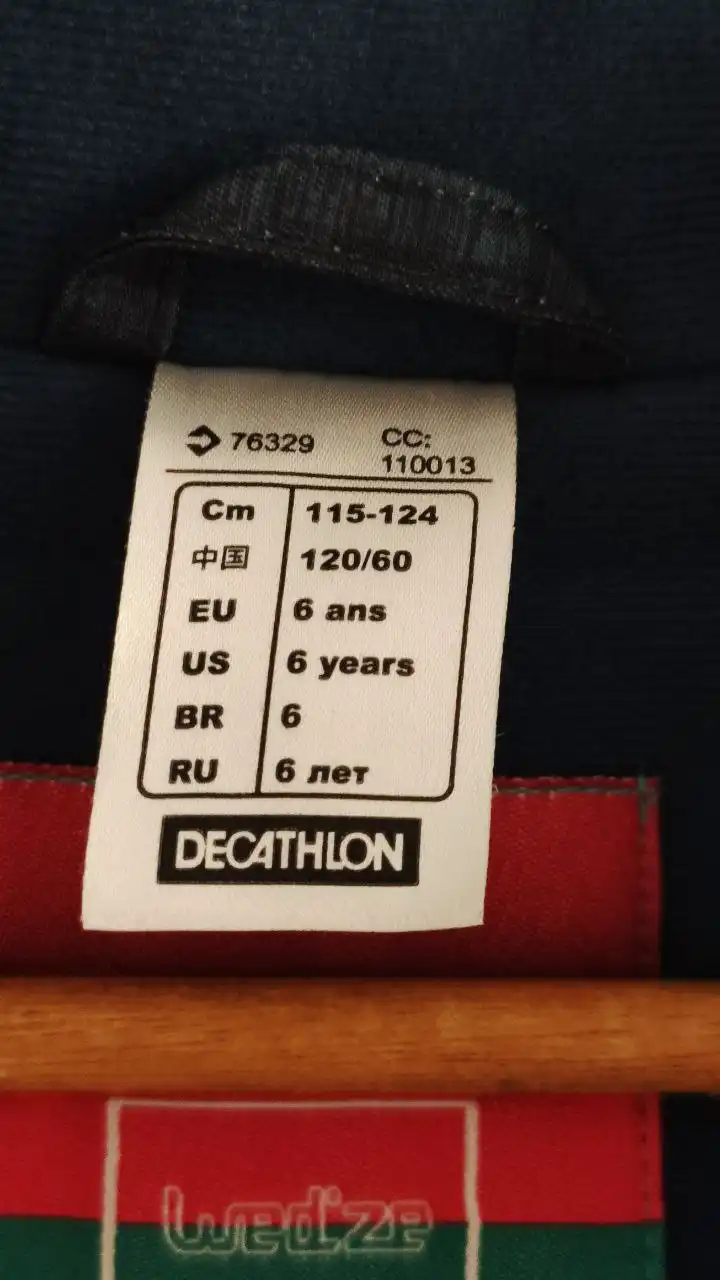 76329 CC:
110013
Cm 115-124
中国 120/60
EU 6 ans
US 6 years
BR 6
RU 6 лет
DECATHLON
wed'ze